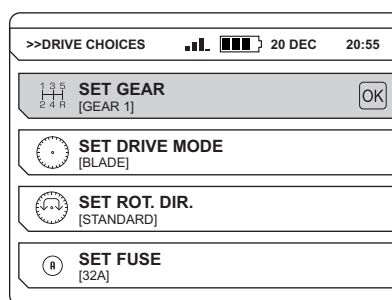 >>DRIVE CHOICES 20 DEC 20:55
1 3 5
2 4 R
SET GEAR
[GEAR 1]
OK
SET DRIVE MODE
[BLADE]
SET ROT. DIR.
[STANDARD]
A
SET FUSE
[32A]